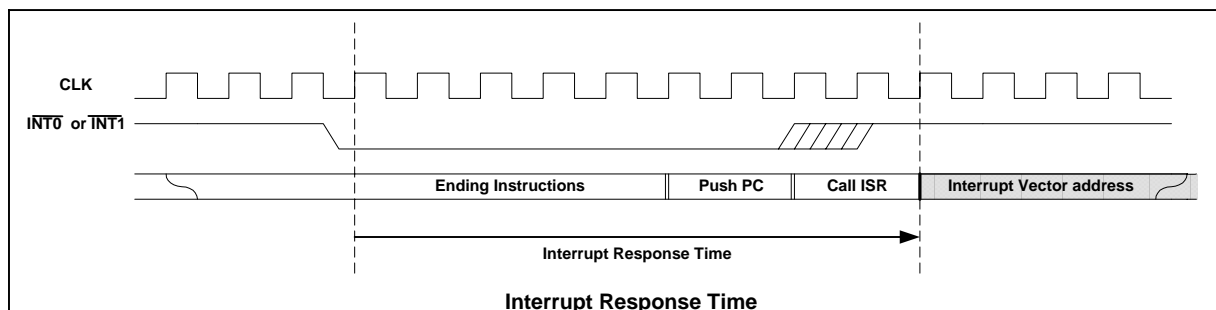 CLK
INT0 or INT1
Ending Instructions
Push PC
Call ISR
Interrupt Vector address
Interrupt Response Time
Interrupt Response Time